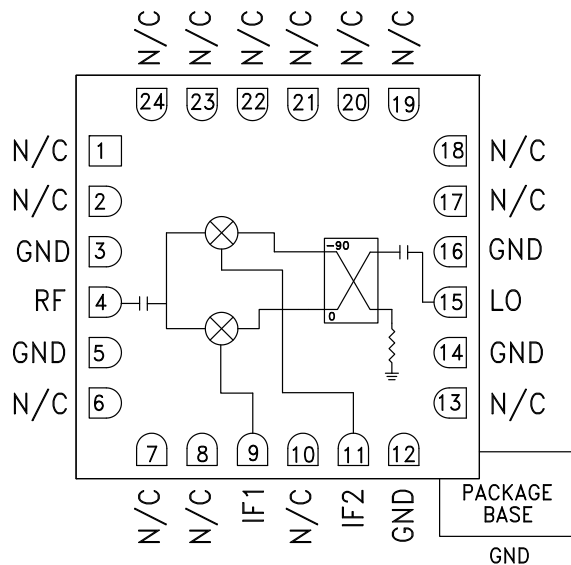 N/C N/C N/C N/C N/C N/C
24 23 22 21 20 19
N/C 1 18 N/C
N/C 2 17 N/C
GND 3 16 GND
-90
RF 4 15 LO
0
GND 5 14 GND
N/C 6 13 N/C
7 8 9 10 11 12
N/C N/C IF1 N/C IF2 GND
PACKAGE
BASE
GND